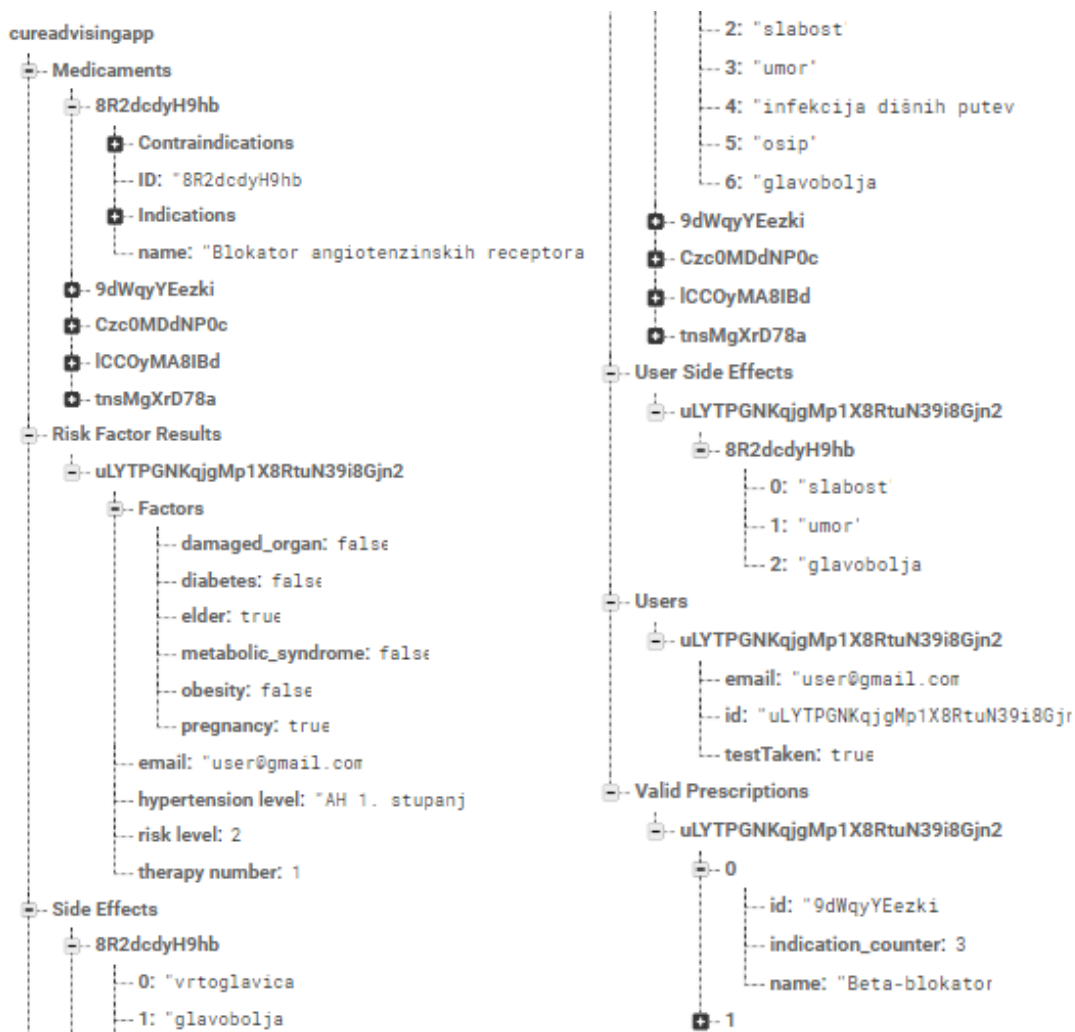 cureadvisingapp
Medicaments
8R2dcdyH9hb
Contraindications
ID: "8R2dcdyH9hb
Indications
name: "Blokator angiotenzinskih receptora
9dWqyYEezki
Czc0MDdNP0c
lCCOyMA8IBd
tnsMgXrD78a
Risk Factor Results
uLYTPGNKqjgMp1X8RtuN39i8Gjn2
Factors
damaged_organ: false
diabetes: false
elder: true
metabolic_syndrome: false
obesity: false
pregnancy: true
email: "user@gmail.com
hypertension level: "AH 1. stupanj
risk level: 2
therapy number: 1
Side Effects
8R2dcdyH9hb
0: "vrtoglavica
1: "glavobolja
2: "slabost'
3: "umor'
4: "infekcija dišnih putev
5: "osip'
6: "glavobolja
9dWqyYEezki
Czc0MDdNP0c
lCCOyMA8IBd
tnsMgXrD78a
User Side Effects
uLYTPGNKqjgMp1X8RtuN39i8Gjn2
8R2dcdyH9hb
0: "slabost'
1: "umor'
2: "glavobolja
Users
uLYTPGNKqjgMp1X8RtuN39i8Gjn2
email: "user@gmail.com
id: "uLYTPGNKqjgMp1X8RtuN39i8Gjn
testTaken: true
Valid Prescriptions
uLYTPGNKqjgMp1X8RtuN39i8Gjn2
0
id: "9dWqyYEezki
indication_counter: 3
name: "Beta-blokator
1